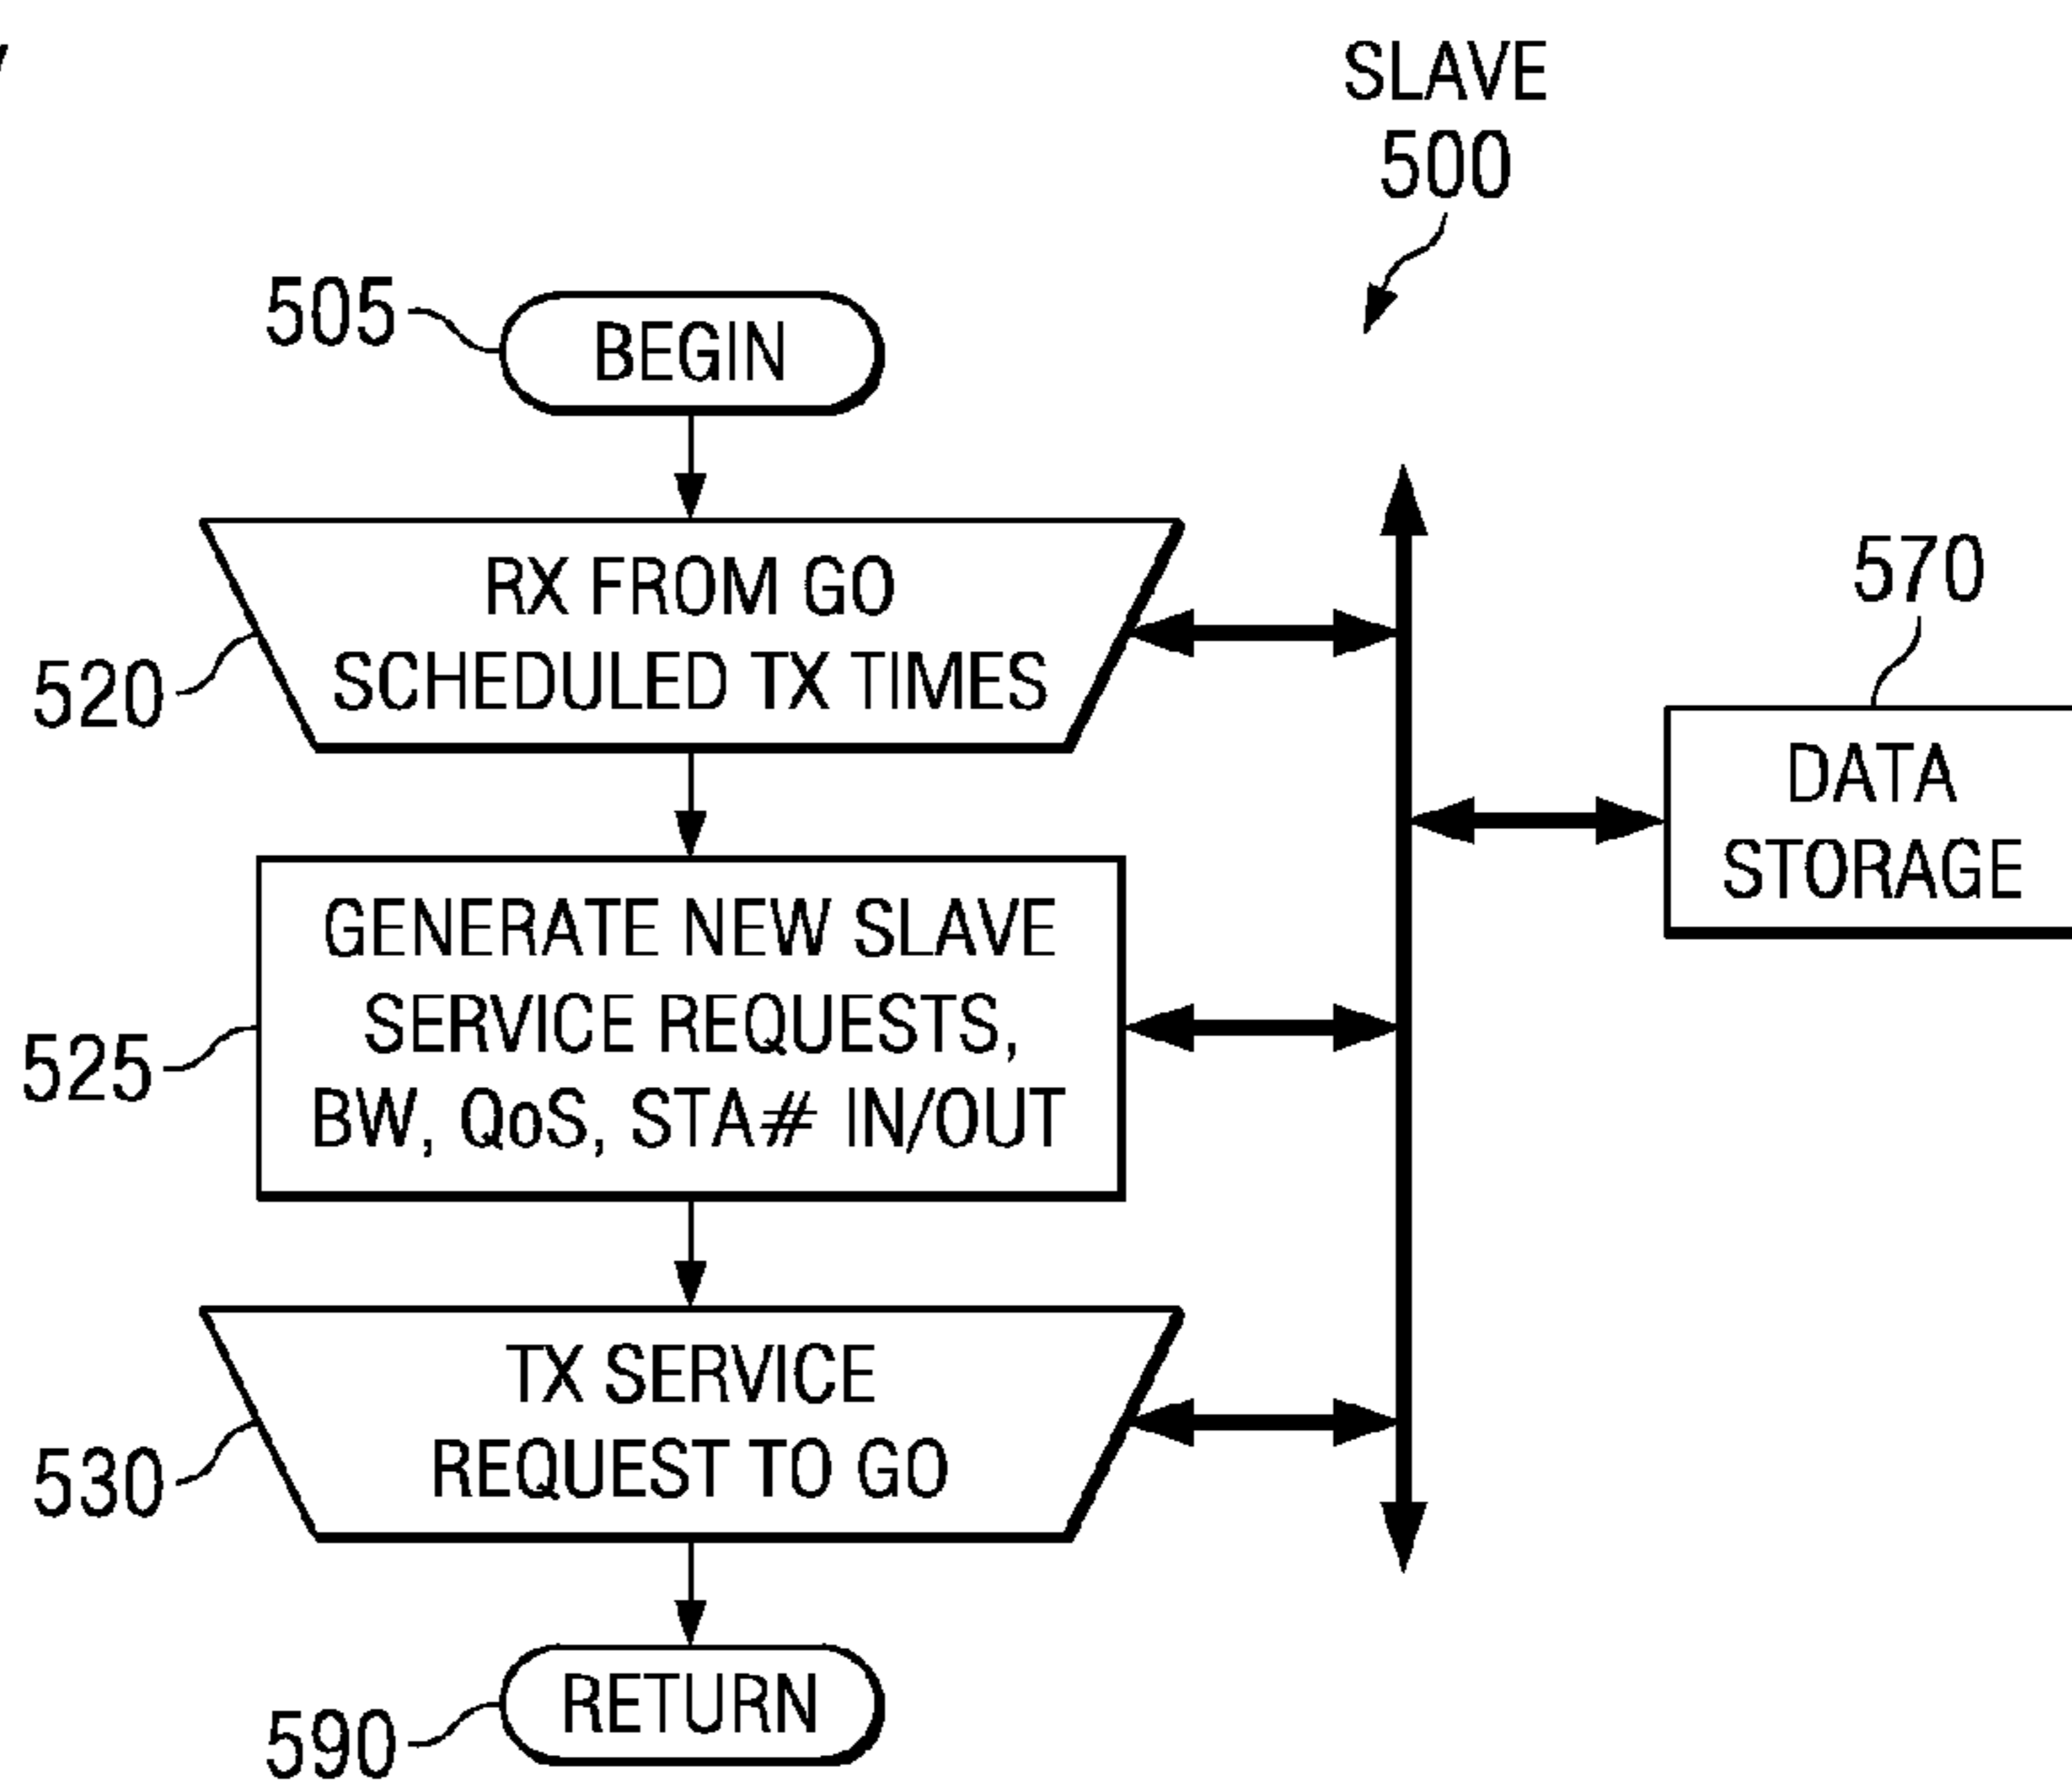 SLAVE
500
505
BEGIN
RX FROM GO
SCHEDULED TX TIMES
520
570
DATA
STORAGE
GENERATE NEW SLAVE
SERVICE REQUESTS,
BW, QoS, STA# IN/OUT
525
TX SERVICE
REQUEST TO GO
530
RETURN
590